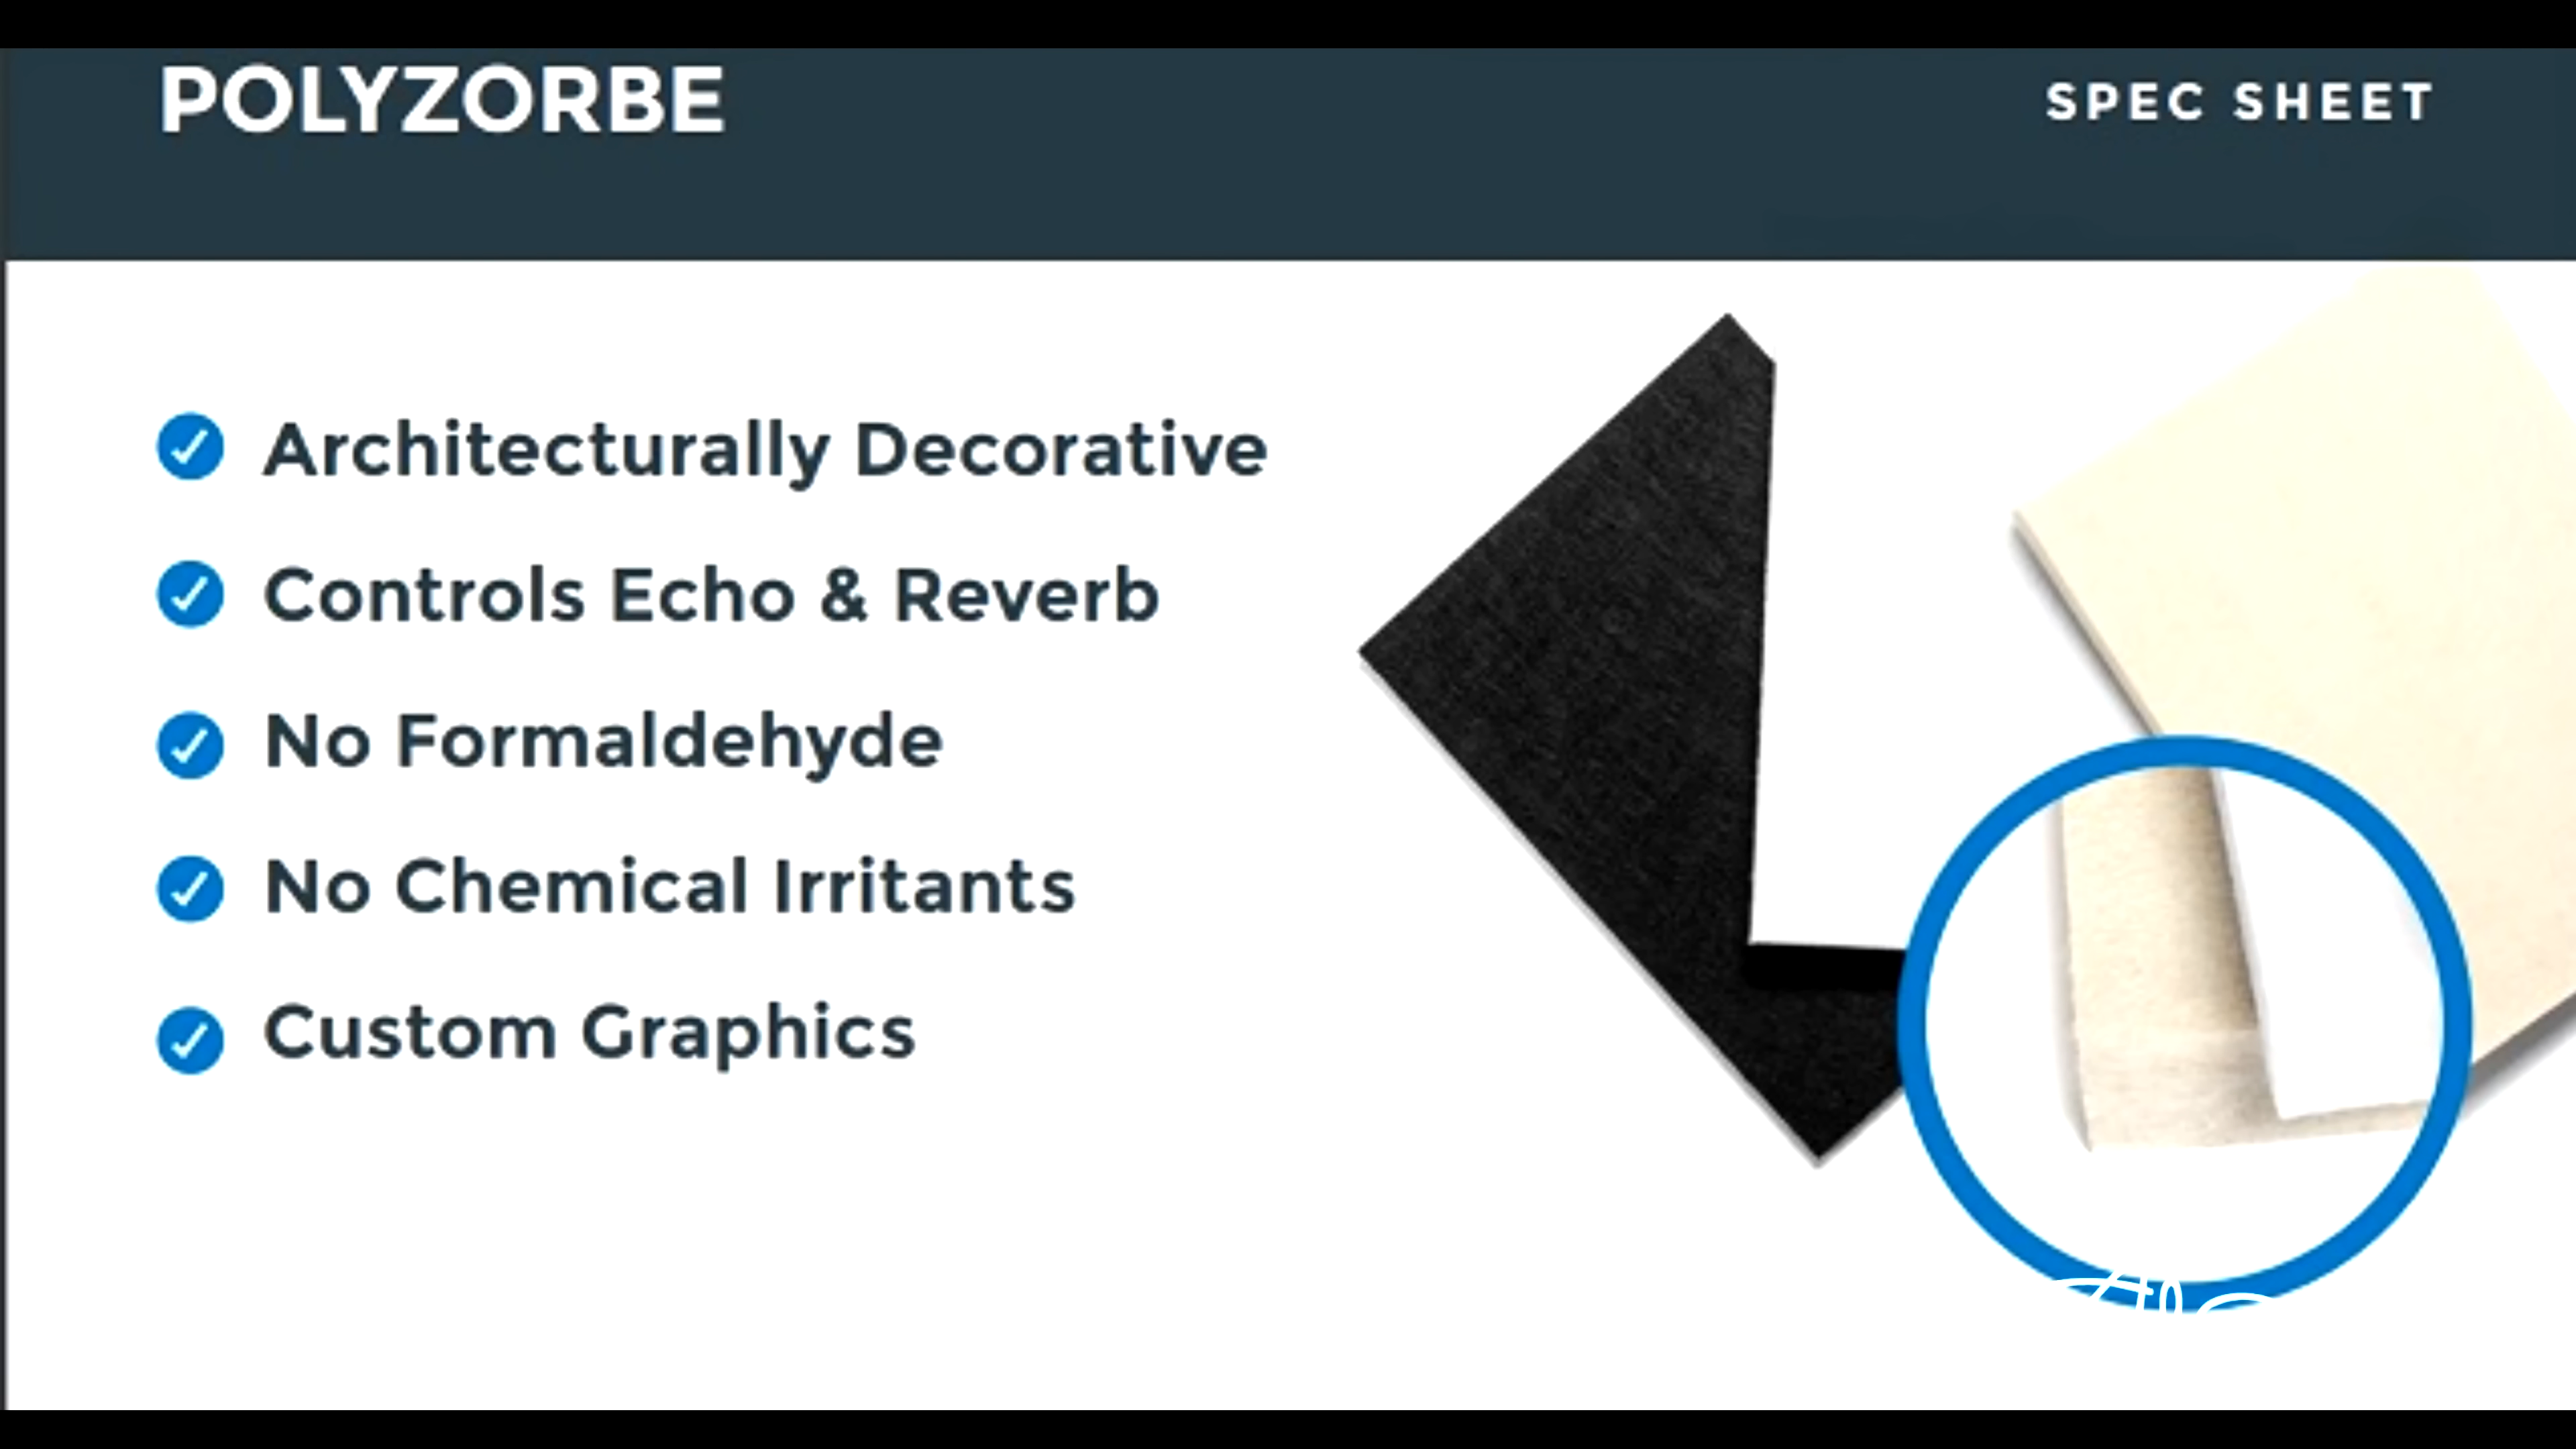 POLYZORBE
SPEC SHEET
Architecturally Decorative
Controls Echo & Reverb
No Formaldehyde
No Chemical Irritants
Custom Graphics